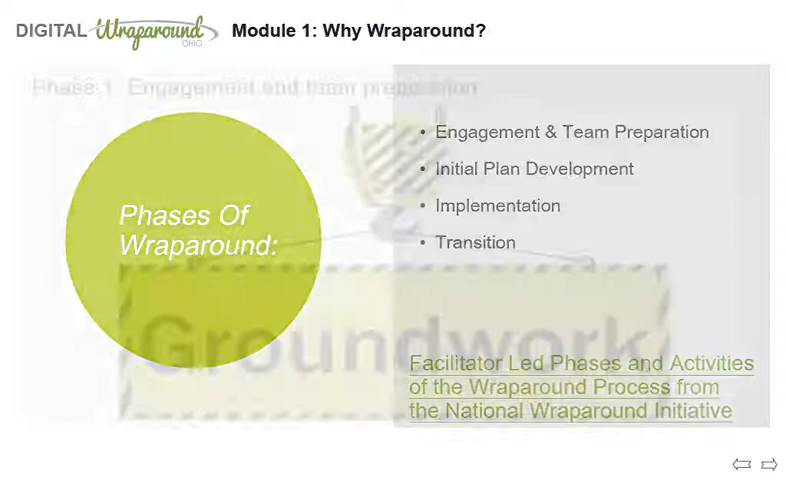 DIGITAL Wraparound OHIO Module 1: Why Wraparound?
Phase 1: Engagement and team preparation
• Engagement & Team Preparation
• Initial Plan Development
Phases Of
Wraparound:
• Implementation
• Transition
Groundwork
Facilitator Led Phases and Activities
of the Wraparound Process from
the National Wraparound Initiative